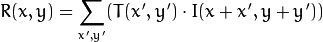 R(x, y) = ∑_{x′,y′} (T(x′, y′) · I(x + x′, y + y′))